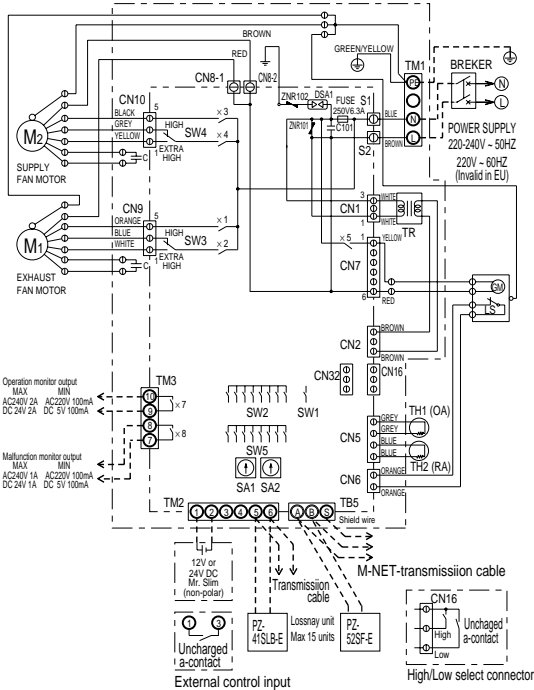 BROWN
RED
GREEN/YELLOW
TM1
BREKER
PE
N
L
N
L
POWER SUPPLY
220-240V ~ 50HZ
220V ~ 60HZ
(Invalid in EU)
CN8-1
CN8-2
ZNR102
DSA1
FUSE
250V6.3A
S1
BLUE
ZNR101
C101
S2
BROWN
CN10
5
BLACK
GREY
YELLOW
HIGH
SW4
× 3
× 4
1
EXTRA
HIGH
C
M2
SUPPLY
FAN MOTOR
CN9
5
ORANGE
BLUE
WHITE
HIGH
SW3
× 1
× 2
1
EXTRA
HIGH
C
M1
EXHAUST
FAN MOTOR
3
WHITE
CN1
1
WHITE
TR
× 5
1
YELLOW
CN7
6
RED
GM
LS
BROWN
CN2
BROWN
CN32
CN16
Operation monitor output
MAX MIN
AC240V 2A AC220V 100mA
DC 24V 2A DC 5V 100mA
Malfunction monitor output
MAX MIN
AC240V 1A AC220V 100mA
DC 24V 1A DC 5V 100mA
TM3
10
9
8
7
× 7
× 8
SW2
SW1
SW5
SA1 SA2
GREY
GREY
CN5
BLUE
BLUE
TH1 (OA)
TH2 (RA)
CN6
ORANGE
ORANGE
TM2
1 2 3 4 5 6
A B S
TB5
Shield wire
12V or
24V DC
Mr. Slim
(non-polar)
Transmissiion
cable
M-NET-transmissiion cable
1 3
Uncharged
a-contact
External control input
PZ-
41SLB-E
Lossnay unit
Max 15 units
PZ-
52SF-E
CN16
High
Low
Unchaged
a-contact
High/Low select connector